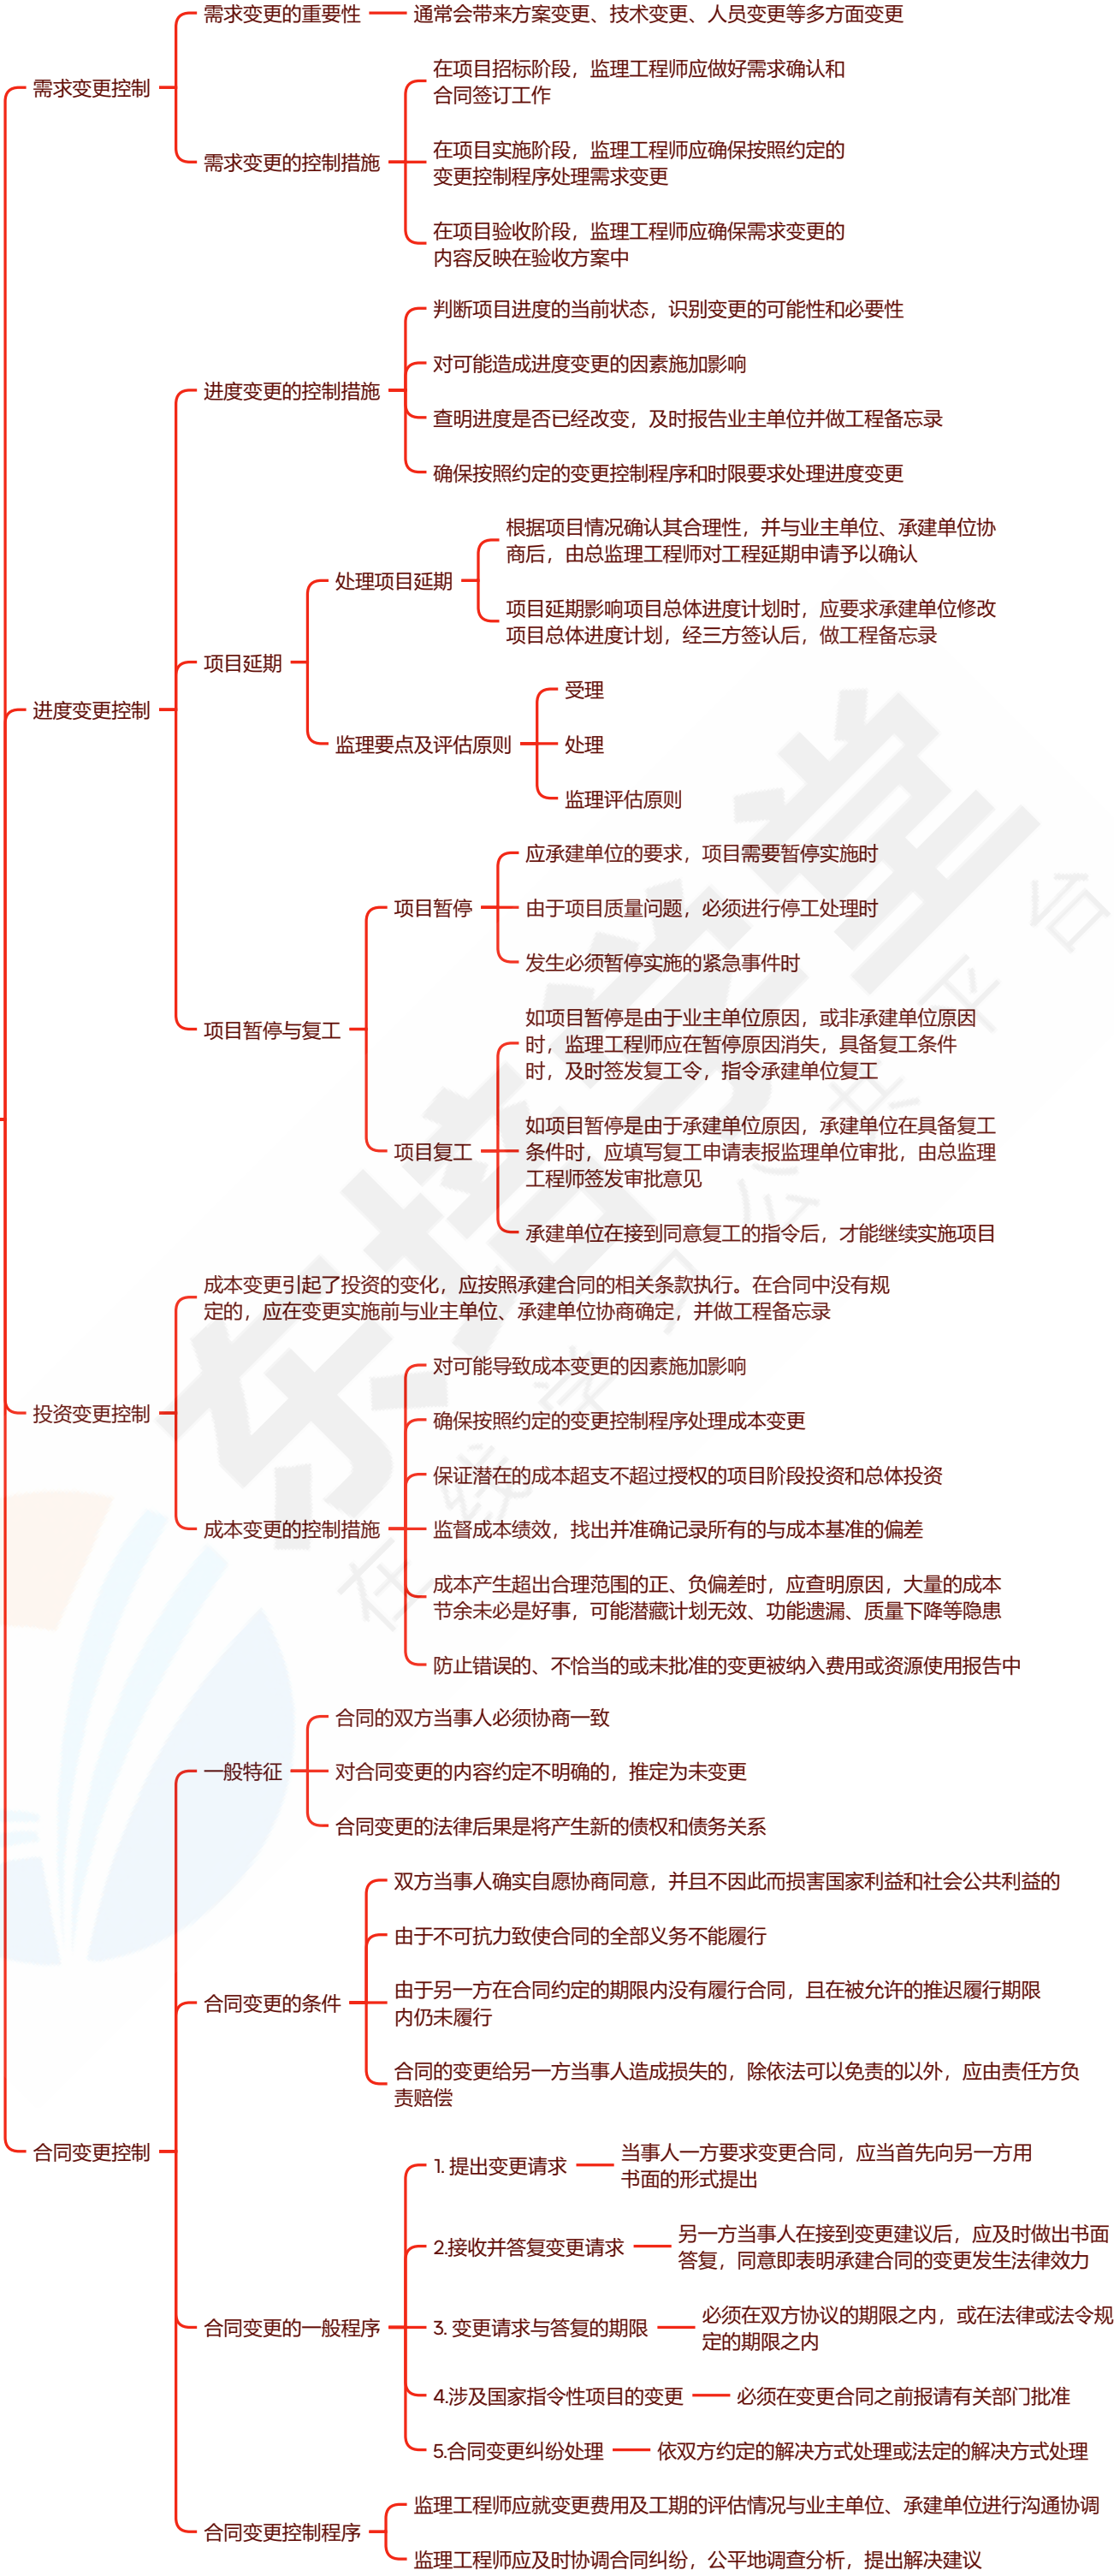 需求变更控制
需求变更的重要性
通常会带来方案变更、技术变更、人员变更等多方面变更
需求变更的控制措施
在项目招标阶段，监理工程师应做好需求确认和
合同签订工作
在项目实施阶段，监理工程师应确保按照约定的
变更控制程序处理需求变更
在项目验收阶段，监理工程师应确保需求变更的
内容反映在验收方案中
进度变更控制
进度变更的控制措施
判断项目进度的当前状态，识别变更的可能性和必要性
对可能造成进度变更的因素施加影响
查明进度是否已经改变，及时报告业主单位并做工程备忘录
确保按照约定的变更控制程序和时限要求处理进度变更
项目延期
处理项目延期
根据项目情况确认其合理性，并与业主单位、承建单位协
商后，由总监理工程师对工程延期申请予以确认
项目延期影响项目总体进度计划时，应要求承建单位修改
项目总体进度计划，经三方签认后，做工程备忘录
监理要点及评估原则
受理
处理
监理评估原则
项目暂停与复工
项目暂停
应承建单位的要求，项目需要暂停实施时
由于项目质量问题，必须进行停工处理时
发生必须暂停实施的紧急事件时
项目复工
如项目暂停是由于业主单位原因，或非承建单位原因
时，监理工程师应在暂停原因消失，具备复工条件
时，及时签发复工令，指令承建单位复工
如项目暂停是由于承建单位原因，承建单位在具备复工
条件时，应填写复工申请表报监理单位审批，由总监理
工程师签发审批意见
承建单位在接到同意复工的指令后，才能继续实施项目
投资变更控制
成本变更引起了投资的变化，应按照承建合同的相关条款执行。在合同中没有规
定的，应在变更实施前与业主单位、承建单位协商确定，并做工程备忘录
成本变更的控制措施
对可能导致成本变更的因素施加影响
确保按照约定的变更控制程序处理成本变更
保证潜在的成本超支不超过授权的项目阶段投资和总体投资
监督成本绩效，找出并准确记录所有的与成本基准的偏差
成本产生超出合理范围的正、负偏差时，应查明原因，大量的成本
节余未必是好事，可能潜藏计划无效、功能遗漏、质量下降等隐患
防止错误的、不恰当的或未批准的变更被纳入费用或资源使用报告中
合同变更控制
一般特征
合同的双方当事人必须协商一致
对合同变更的内容约定不明确的，推定为未变更
合同变更的法律后果是将产生新的债权和债务关系
合同变更的条件
双方当事人确实自愿协商同意，并且不因此而损害国家利益和社会公共利益的
由于不可抗力致使合同的全部义务不能履行
由于另一方在合同约定的期限内没有履行合同，且在被允许的推迟履行期限
内仍未履行
合同的变更给另一方当事人造成损失的，除依法可以免责的以外，应由责任方负
责赔偿
合同变更的一般程序
1. 提出变更请求
当事人一方要求变更合同，应当首先向另一方用
书面的形式提出
2.接收并答复变更请求
另一方当事人在接到变更建议后，应及时做出书面
答复，同意即表明承建合同的变更发生法律效力
3. 变更请求与答复的期限
必须在双方协议的期限之内，或在法律或法令规
定的期限之内
4.涉及国家指令性项目的变更
必须在变更合同之前报请有关部门批准
5.合同变更纠纷处理
依双方约定的解决方式处理或法定的解决方式处理
合同变更控制程序
监理工程师应就变更费用及工期的评估情况与业主单位、承建单位进行沟通协调
监理工程师应及时协调合同纠纷，公平地调查分析，提出解决建议
东培学堂
在线学习公共平台